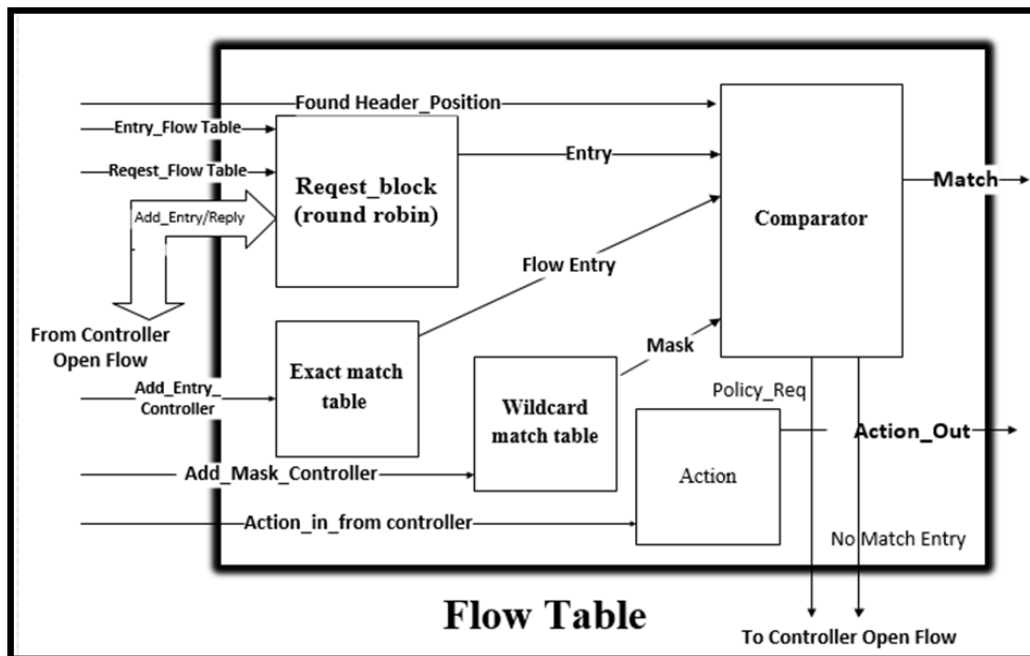 Found Header_Position
Entry_Flow Table
Reqest_Flow Table
Add_Entry/Reply
Reqest_block
(round robin)
Entry
Comparator
Match
Flow Entry
From Controller
Open Flow
Add_Entry_
Controller
Exact match
table
Mask
Wildcard
match table
Policy_Req
Action_Out
Add_Mask_Controller
Action
Action_in_from controller
No Match Entry
Flow Table
To Controller Open Flow